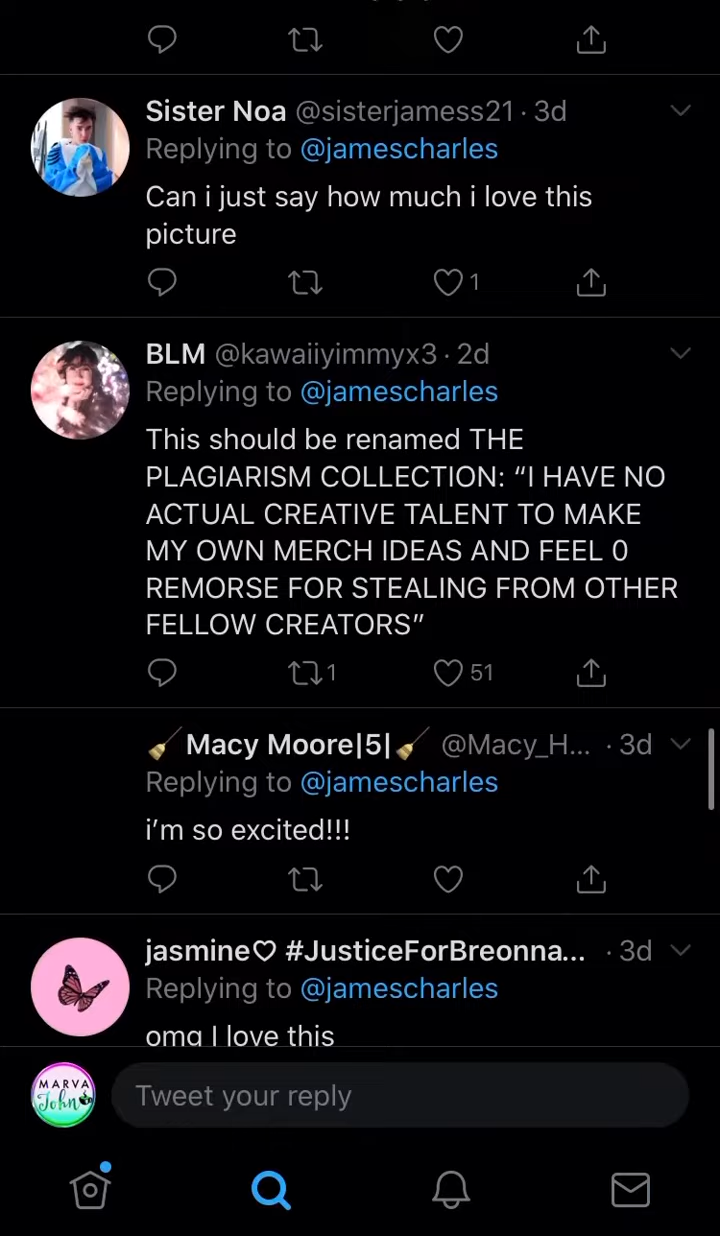 Sister Noa @sisterjamess21 · 3d
Replying to @jamescharles
Can i just say how much i love this
picture
1
BLM @kawaiiyimmyx3 · 2d
Replying to @jamescharles
This should be renamed THE
PLAGIARISM COLLECTION: “I HAVE NO
ACTUAL CREATIVE TALENT TO MAKE
MY OWN MERCH IDEAS AND FEEL 0
REMORSE FOR STEALING FROM OTHER
FELLOW CREATORS”
1 51
🧹Macy Moore|5|🧹 @Macy_H... · 3d
Replying to @jamescharles
i’m so excited!!!
jasmine♡ #JusticeForBreonna... · 3d
Replying to @jamescharles
omg I love this
MARVA
John
Tweet your reply